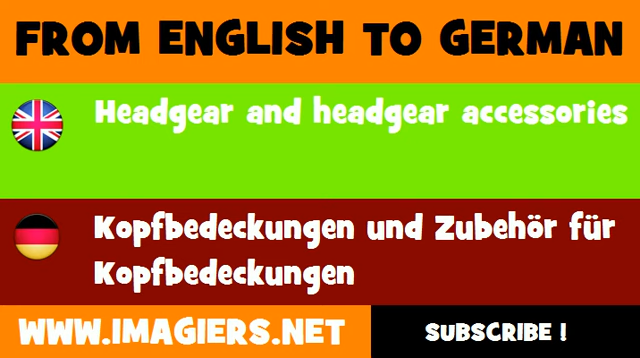 FROM ENGLISH TO GERMAN
Headgear and headgear accessories
Kopfbedeckungen und Zubehör für
Kopfbedeckungen
WWW.IMAGIERS.NET
SUBSCRIBE !